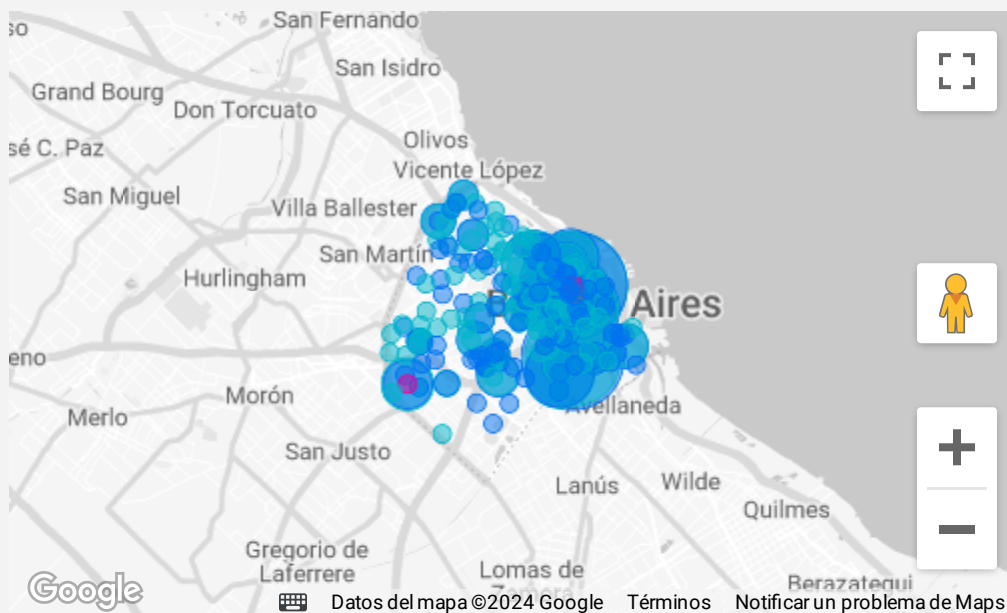 San Fernando
so
San Isidro
Grand Bourg
Don Torcuato
Olivos
sé C. Paz
Vicente López
San Miguel
Villa Ballester
San Martín
Hurlingham
B Aires
eno
Morón
Avellaneda
Merlo
San Justo
Lanús
Wilde
Quilmes
Gregorio de
Laferrere
Lomas de
Zamora
Berazategui
Google
Datos del mapa ©2024 Google
Términos
Notificar un problema de Maps